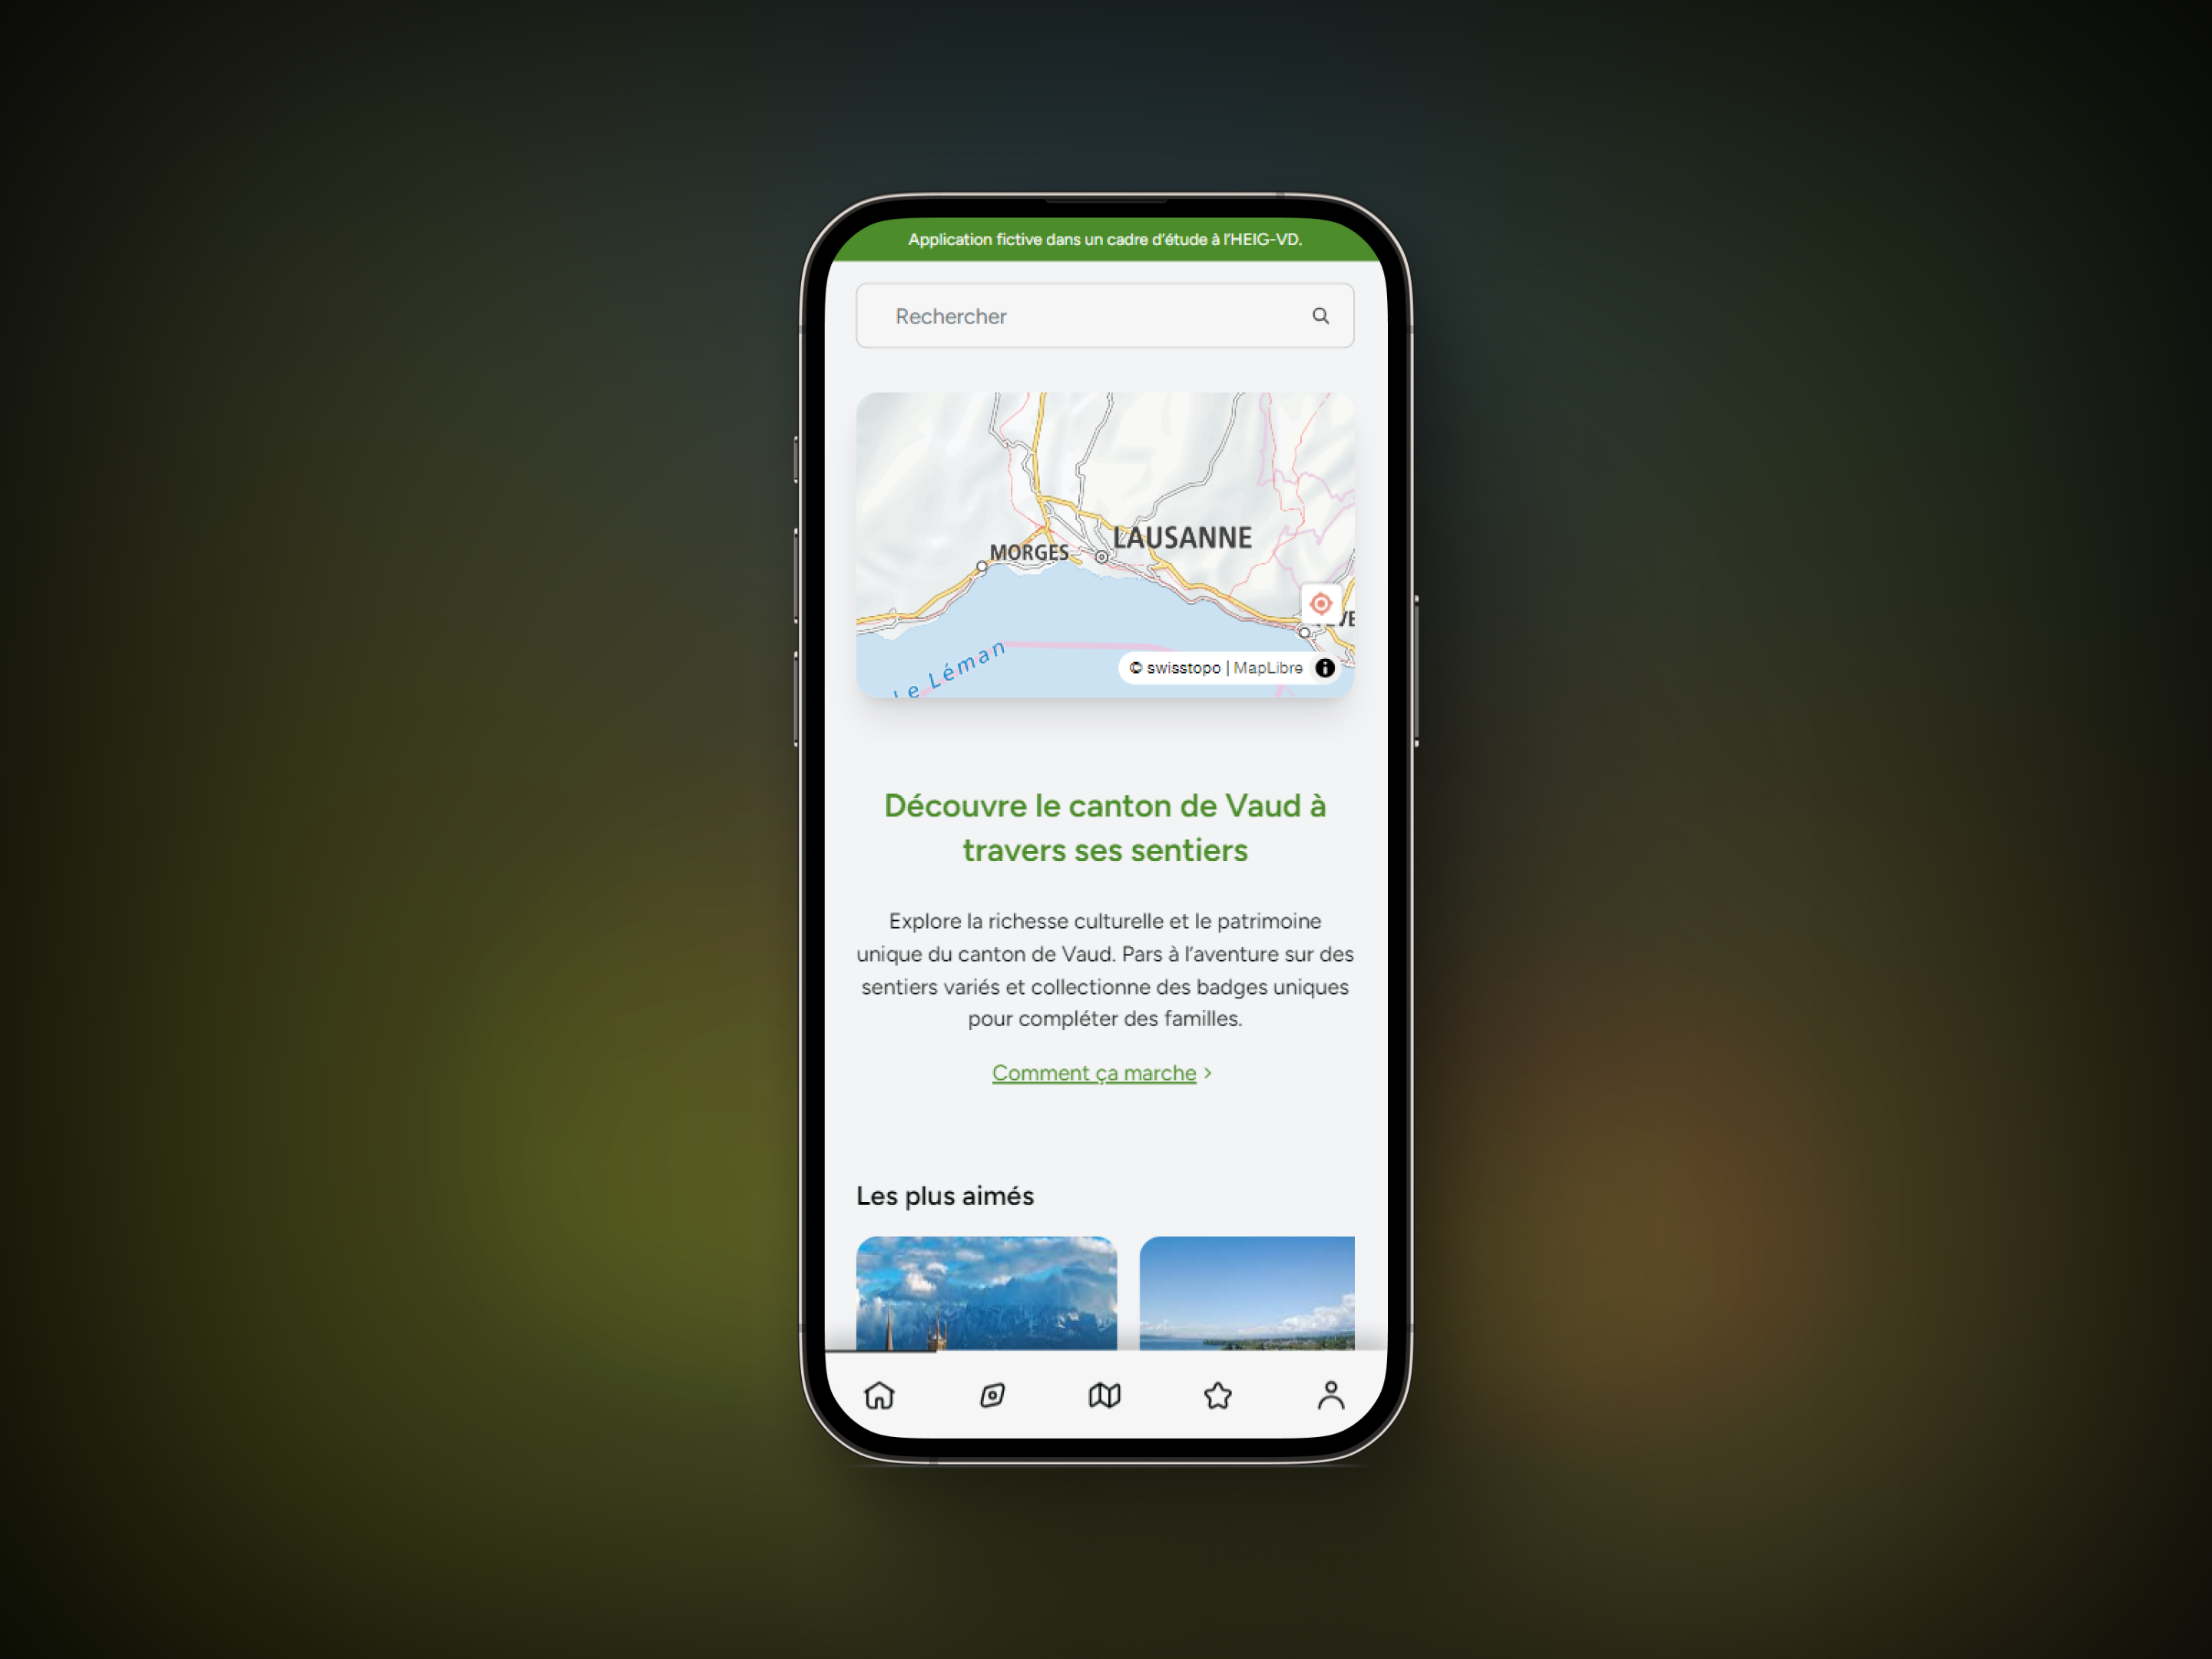 Application fictive dans un cadre d’étude à l’HEIG-VD.
Rechercher
LAUSANNE
MORGES
Le Léman
© swisstopo | MapLibre
Découvre le canton de Vaud à
travers ses sentiers
Explore la richesse culturelle et le patrimoine
unique du canton de Vaud. Pars à l’aventure sur des
sentiers variés et collectionne des badges uniques
pour compléter des familles.
Comment ça marche
Les plus aimés